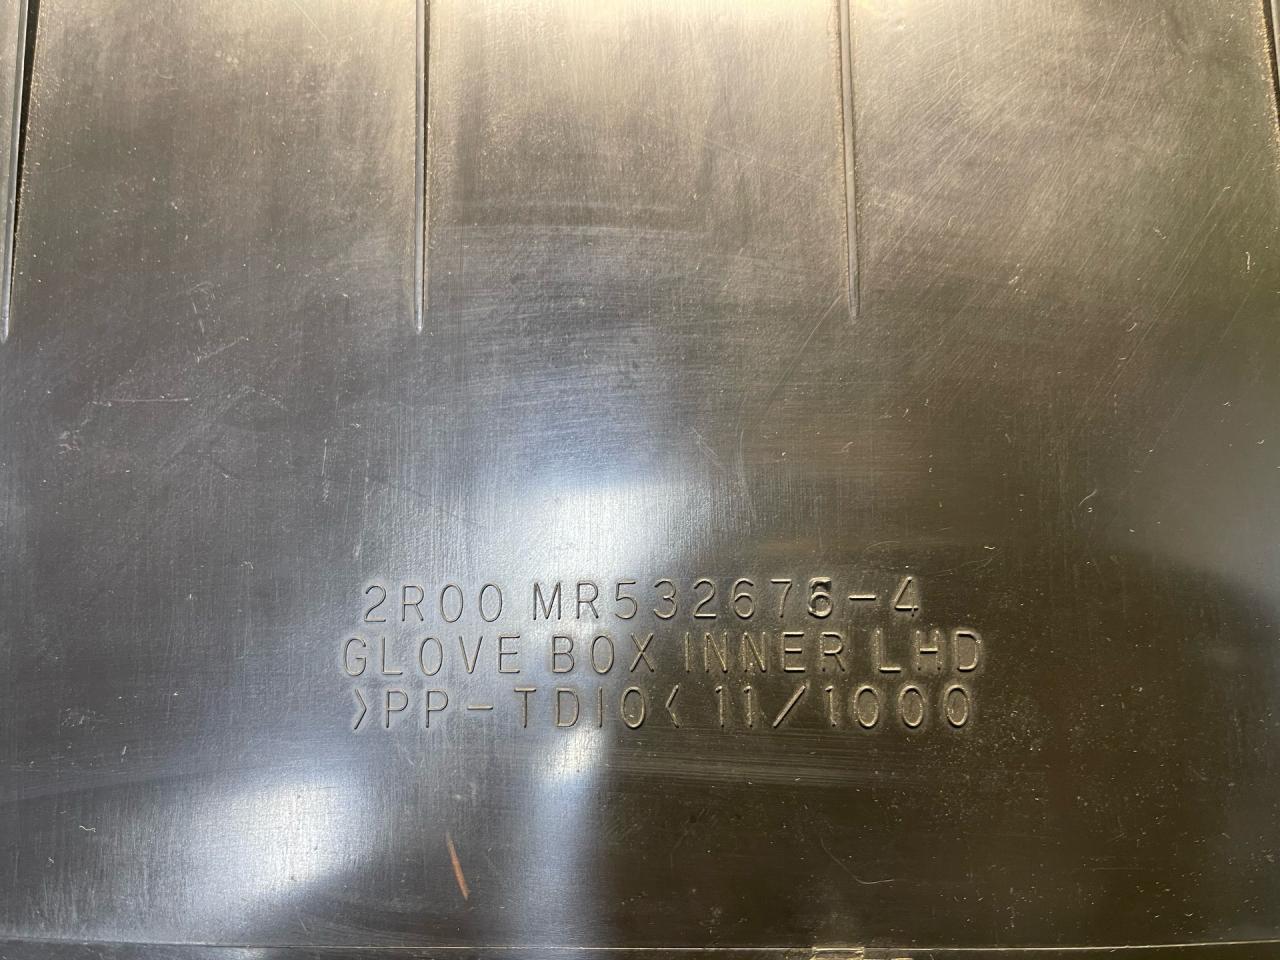 2R00 MR532676-4
GLOVE BOX INNER LHD
>PP-TD10< 11/1000